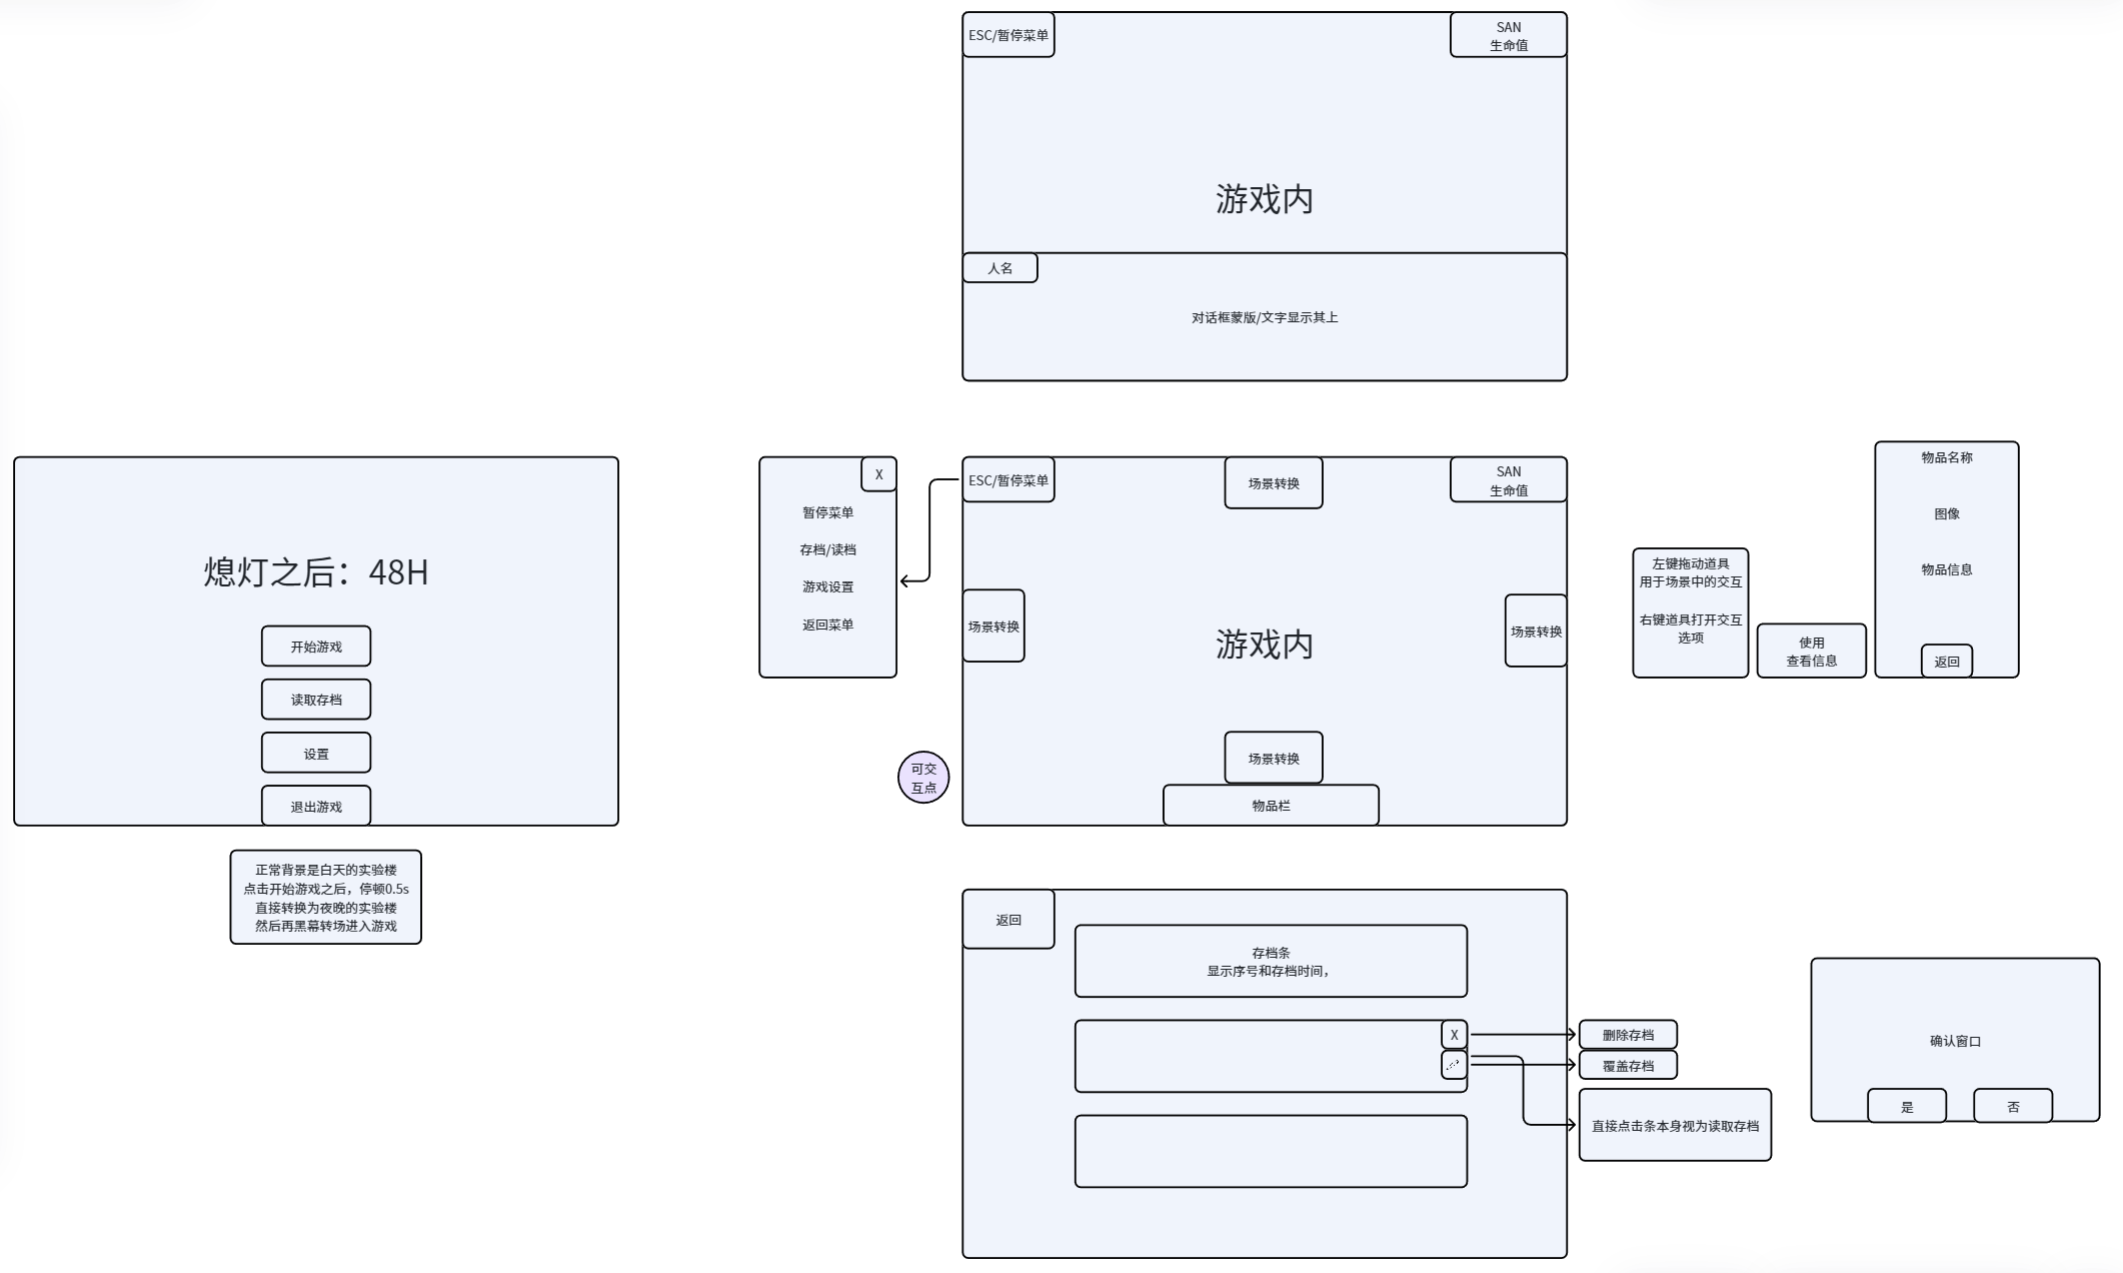 ESC/暂停菜单
SAN
生命值
游戏内
人名
对话框蒙版/文字显示其上
熄灯之后：48H
开始游戏
读取存档
设置
退出游戏
正常背景是白天的实验楼
点击开始游戏之后，停顿0.5s
直接转换为夜晚的实验楼
然后再黑幕转场进入游戏
X
暂停菜单
存档/读档
游戏设置
返回菜单
可交
互点
ESC/暂停菜单
场景转换
SAN
生命值
场景转换
游戏内
场景转换
场景转换
物品栏
左键拖动道具
用于场景中的交互
右键道具打开交互
选项
使用
查看信息
物品名称
图像
物品信息
返回
返回
存档条
显示序号和存档时间，
X
删除存档
覆盖存档
直接点击条本身视为读取存档
确认窗口
是
否